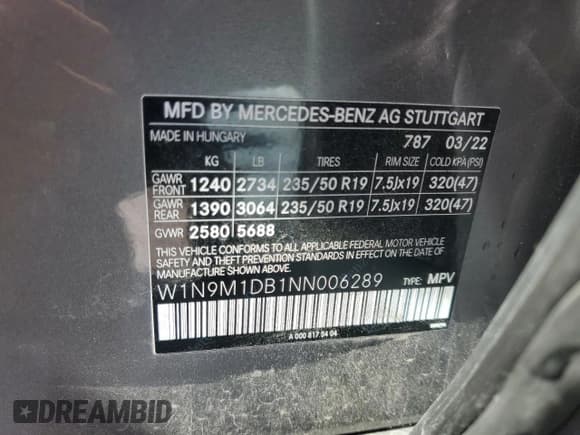 MFD BY MERCEDES-BENZ AG STUTTGART
MADE IN HUNGARY 787 03/22
KG LB TIRES RIM SIZE COLD KPA (PSI)
GAWR FRONT 1240 2734 235/50 R19 7.5Jx19 320(47)
GAWR REAR 1390 3064 235/50 R19 7.5Jx19 320(47)
GVWR 2580 5688
THIS VEHICLE CONFORMS TO ALL APPLICABLE FEDERAL MOTOR VEHICLE
SAFETY AND THEFT PREVENTION STANDARDS IN EFFECT ON THE DATE
OF MANUFACTURE SHOWN ABOVE.
W1N9M1DB1NN006289 TYPE: MPV
A 000 817 04 04
DREAMBID